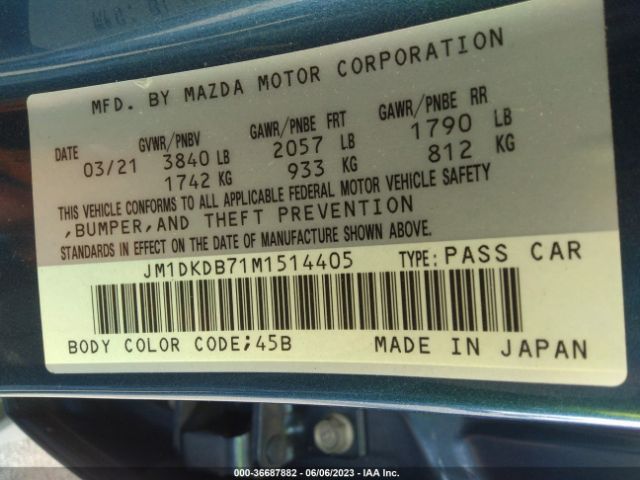 MFD. BY MAZDA MOTOR CORPORATION
DATE GVWR/PNBV GAWR/PNBE FRT GAWR/PNBE RR
03/21 3840 LB 2057 LB 1790 LB
1742 KG 933 KG 812 KG
THIS VEHICLE CONFORMS TO ALL APPLICABLE FEDERAL MOTOR VEHICLE SAFETY
,BUMPER,AND THEFT PREVENTION
STANDARDS IN EFFECT ON THE DATE OF MANUFACTURE SHOWN ABOVE.
JM1DKDB71M1514405 TYPE: PASS CAR
BODY COLOR CODE;45B MADE IN JAPAN
000-36687882 - 06/06/2023 - IAA Inc.